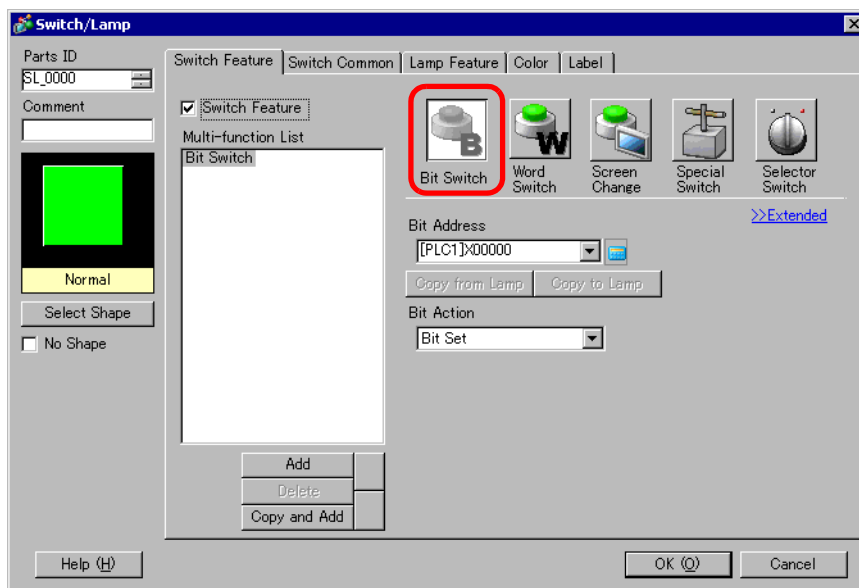 Switch/Lamp
Parts ID
SL_0000
Comment
Normal
Select Shape
No Shape
Switch Feature
Switch Common
Lamp Feature
Color
Label
Switch Feature
Multi-function List
Bit Switch
Add
Delete
Copy and Add
B
Bit Switch
W
Word
Switch
Screen
Change
Special
Switch
Selector
Switch
>>Extended
Bit Address
[PLC1]X00000
Copy from Lamp
Copy to Lamp
Bit Action
Bit Set
Help (H)
OK (O)
Cancel